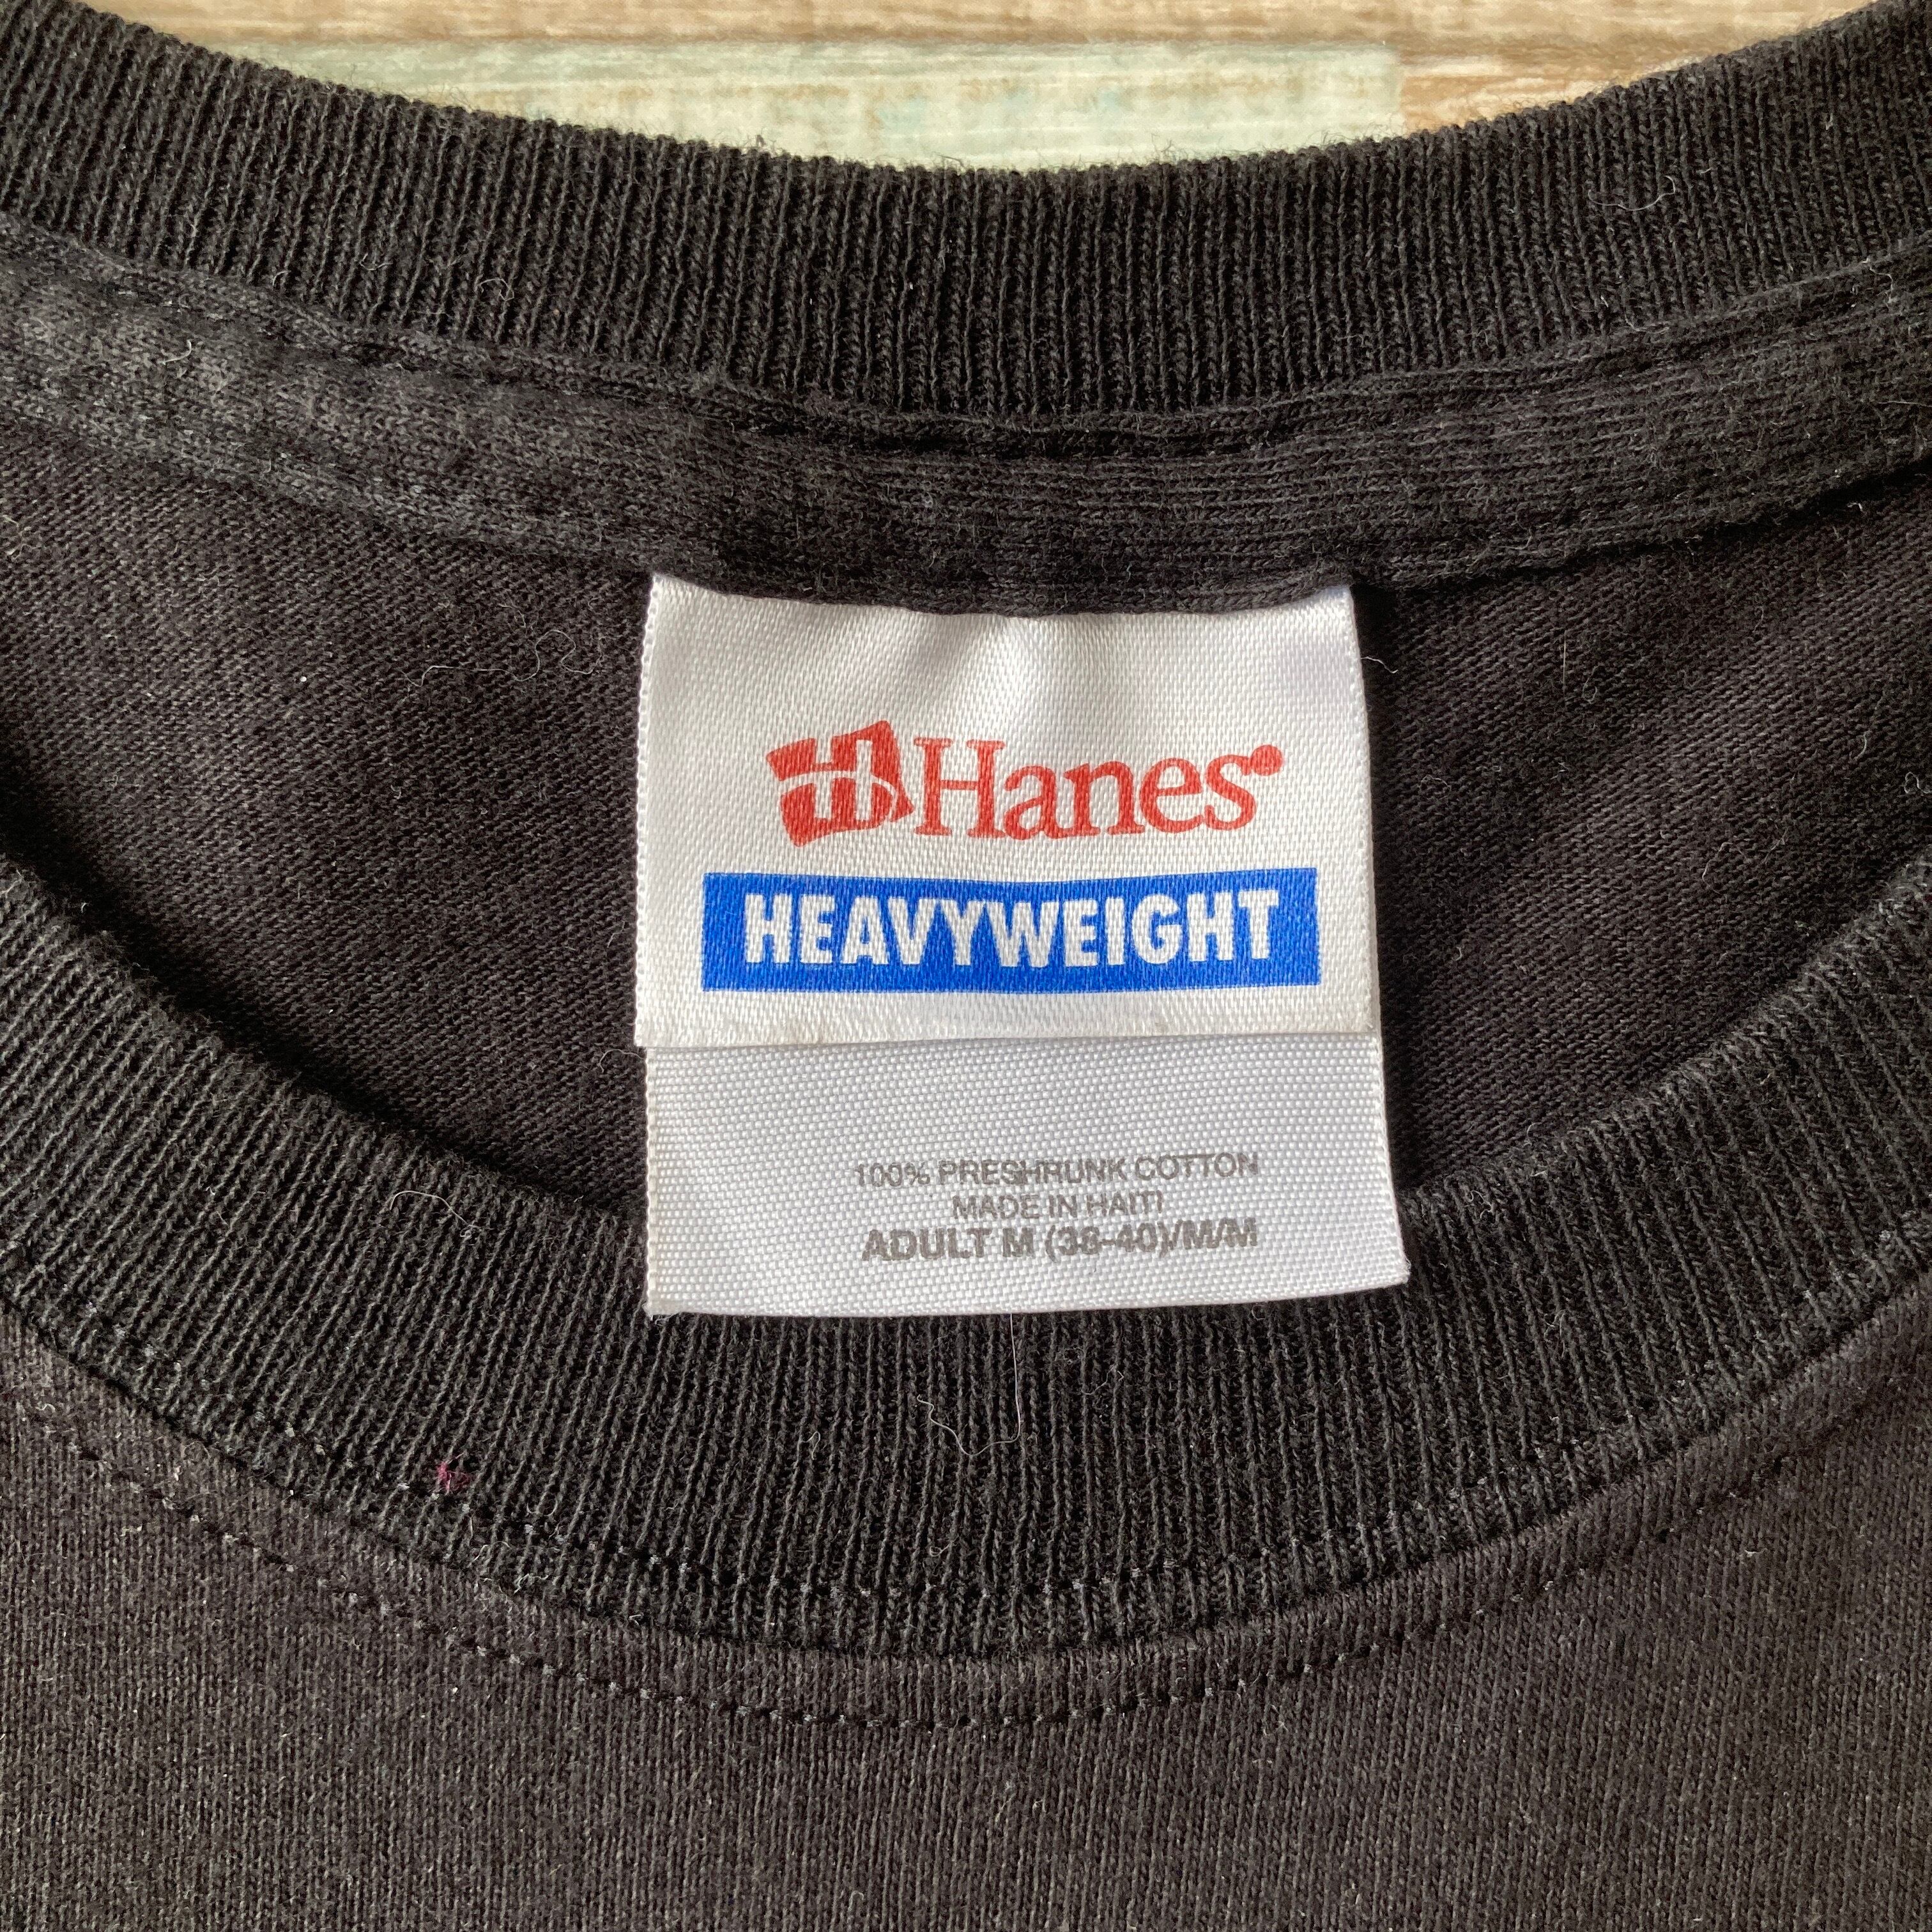 Hanes
HEAVYWEIGHT
100% PRESHRUNK COTTON
MADE IN HAITI
ADULT M (38-40)/M/M